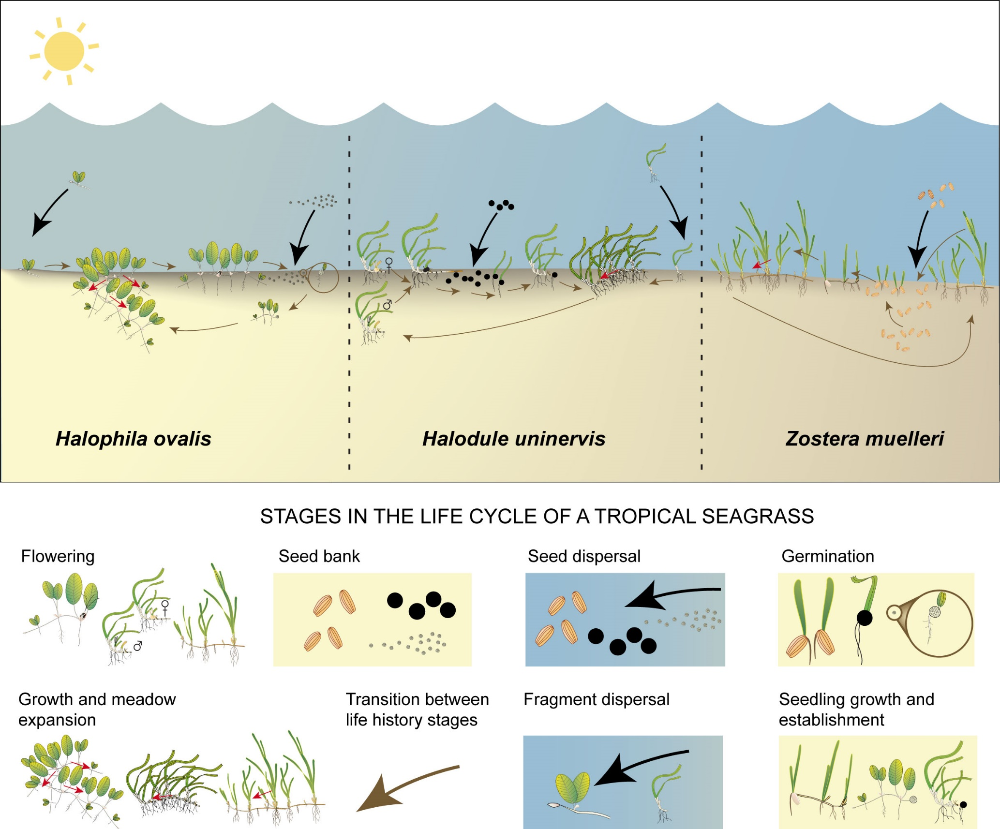 Halophila ovalis
Halodule uninervis
Zostera muelleri
STAGES IN THE LIFE CYCLE OF A TROPICAL SEAGRASS
Flowering
Seed bank
Seed dispersal
Germination
Growth and meadow
expansion
Transition between
life history stages
Fragment dispersal
Seedling growth and
establishment